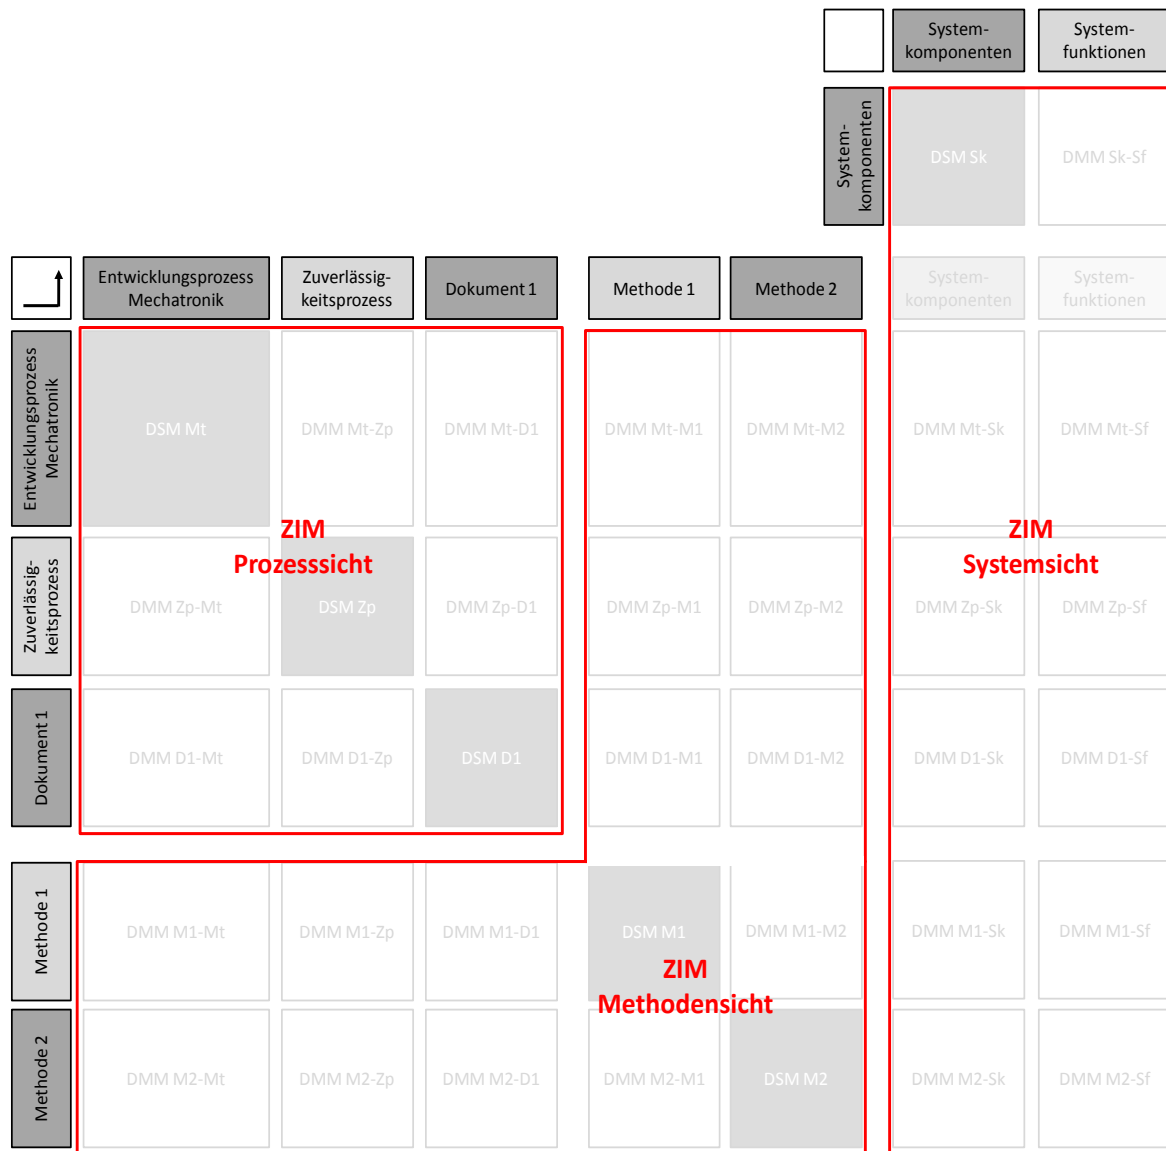 System-
komponenten
System-
funktionen
System-
komponenten
DSM Sk
DMM Sk-Sf
Entwicklungsprozess
Mechatronik
Zuverlässig-
keitsprozess
Dokument 1
Methode 1
Methode 2
System-
komponenten
System-
funktionen
Entwicklungsprozess
Mechatronik
DSM Mt
DMM Mt-Zp
DMM Mt-D1
DMM Mt-M1
DMM Mt-M2
DMM Mt-Sk
DMM Mt-Sf
ZIM
Prozesssicht
ZIM
Systemsicht
Zuverlässig-
keitsprozess
DMM Zp-Mt
DSM Zp
DMM Zp-D1
DMM Zp-M1
DMM Zp-M2
DMM Zp-Sk
DMM Zp-Sf
Dokument 1
DMM D1-Mt
DMM D1-Zp
DSM D1
DMM D1-M1
DMM D1-M2
DMM D1-Sk
DMM D1-Sf
Methode 1
DMM M1-Mt
DMM M1-Zp
DMM M1-D1
DSM M1
DMM M1-M2
DMM M1-Sk
DMM M1-Sf
ZIM
Methodensicht
Methode 2
DMM M2-Mt
DMM M2-Zp
DMM M2-D1
DMM M2-M1
DSM M2
DMM M2-Sk
DMM M2-Sf